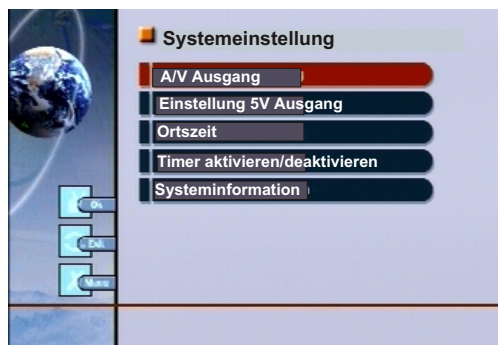 Systemeinstellung
A/V Ausgang
Einstellung 5V Ausgang
Ortszeit
Timer aktivieren/deaktivieren
Systeminformation
Ok
Exit
Menu